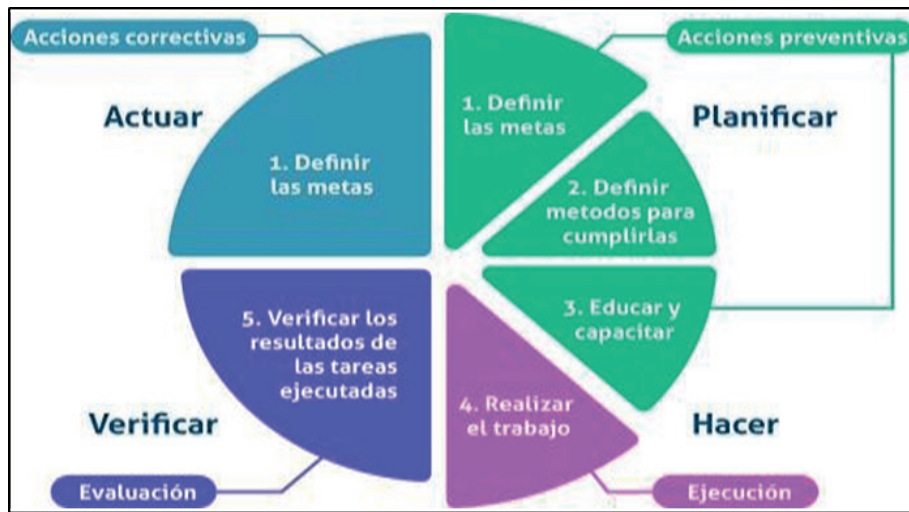 Acciones correctivas
Acciones preventivas
Actuar
Planificar
1. Definir
las metas
1. Definir
las metas
2. Definir
metodos para
cumplirlas
3. Educar y
capacitar
5. Verificar los
resultados de
las tareas
ejecutadas
4. Realizar
el trabajo
Verificar
Hacer
Evaluación
Ejecución